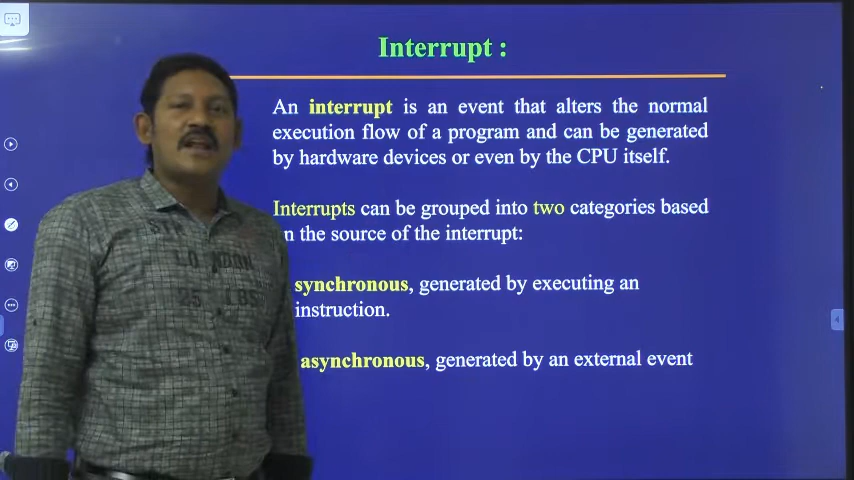 Interrupt :
An interrupt is an event that alters the normal
execution flow of a program and can be generated
by hardware devices or even by the CPU itself.
Interrupts can be grouped into two categories based
n the source of the interrupt:
synchronous, generated by executing an
instruction.
asynchronous, generated by an external event
LO NDON